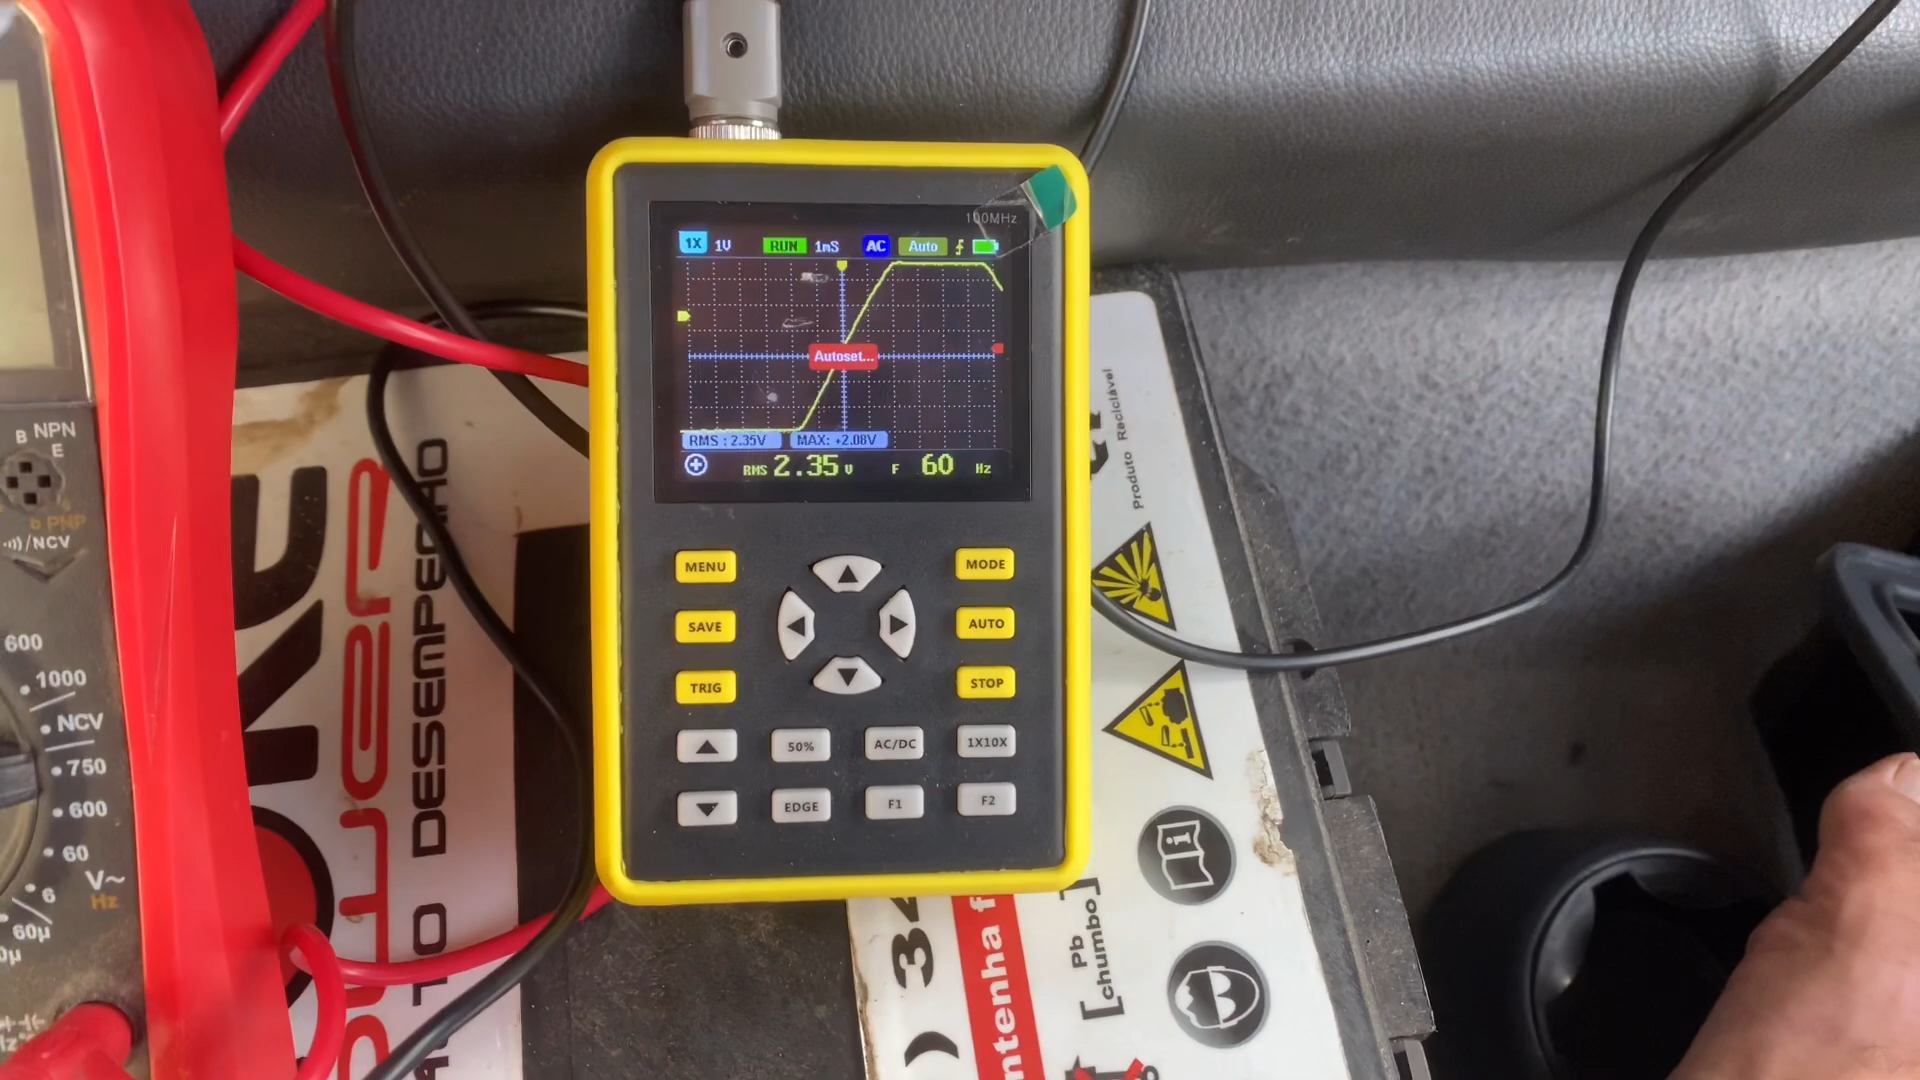 100MHz
1X 1V RUN 1mS AC Auto
Autoset...
RMS : 2.35V MAX: +2.08V
RMS 2.35 V F 60 Hz
MENU
MODE
SAVE
AUTO
TRIG
STOP
50%
AC/DC
1X10X
EDGE
F1
F2
B NPN
E
b PNP
/NCV
600
1000
NCV
750
600
60
V~
Hz
6
60µ
DESEMPENHO
Produto Reciclável
Pb
[chumbo]